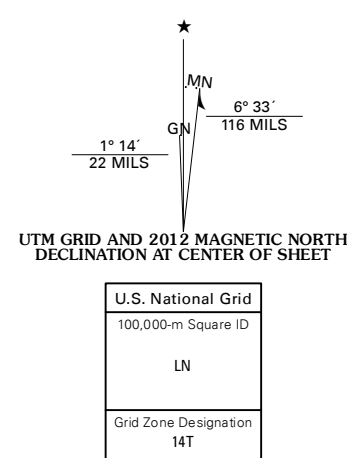 ★
MN
6° 33´
116 MILS
GN
1° 14´
22 MILS
UTM GRID AND 2012 MAGNETIC NORTH
DECLINATION AT CENTER OF SHEET
U.S. National Grid
100,000-m Square ID
LN
Grid Zone Designation
14T